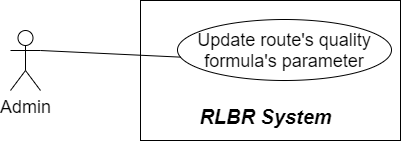 Update route's quality
formula's parameter
Admin
RLBR System